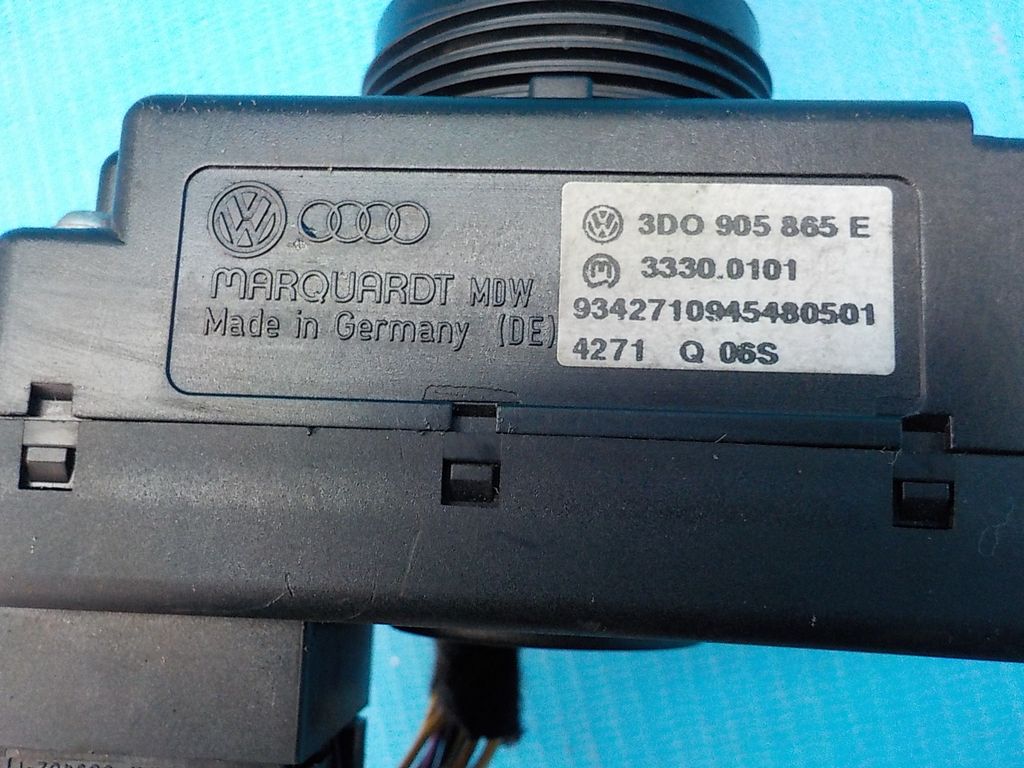 MARQUARDT MDW
Made in Germany (DE)
3D0 905 865 E
3330.0101
9342710945480501
4271 Q 06S